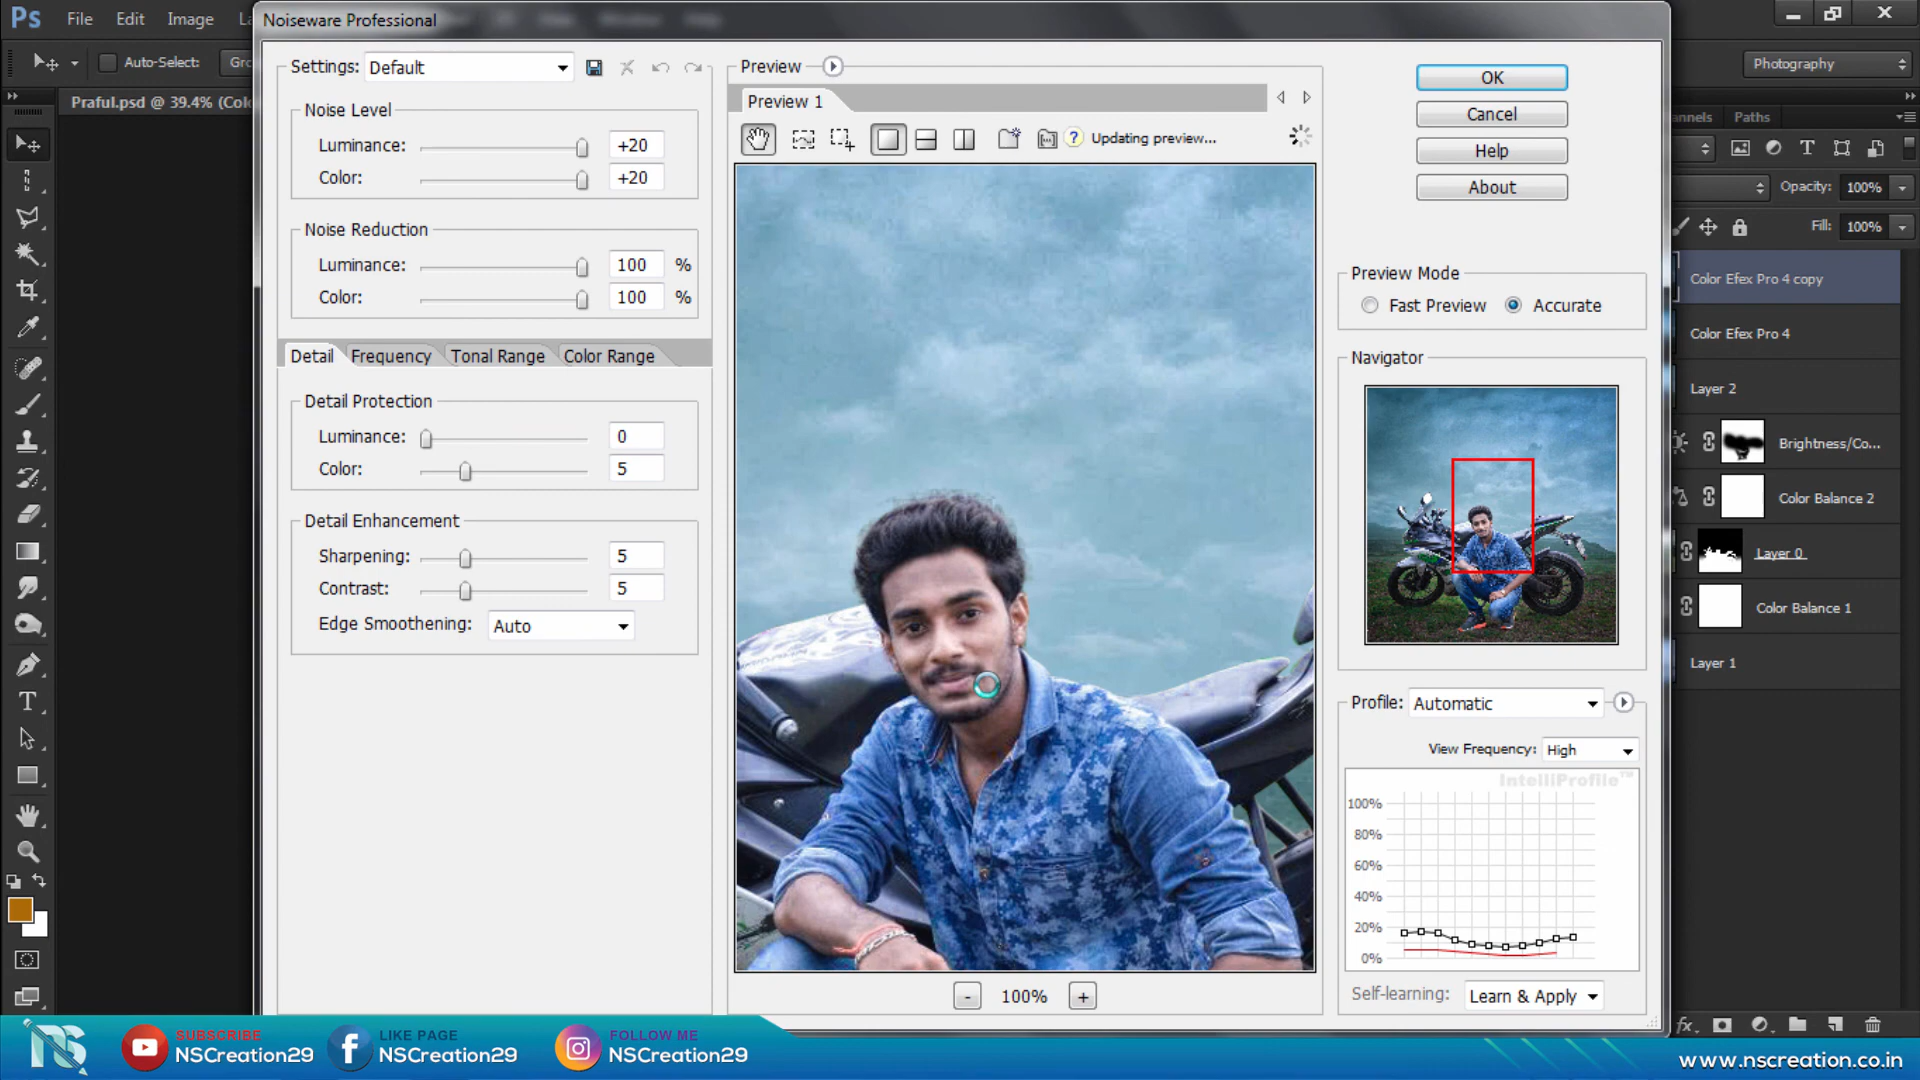 Ps File Edit Image
Noiseware Professional
Auto-Select:
Photography
Praful.psd @ 39.4% (Colo
Settings: Default
Noise Level
Luminance: +20
Color: +20
Noise Reduction
Luminance: 100 %
Color: 100 %
Detail Frequency Tonal Range Color Range
Detail Protection
Luminance: 0
Color: 5
Detail Enhancement
Sharpening: 5
Contrast: 5
Edge Smoothening: Auto
Preview
Preview 1
? Updating preview...
- 100% +
OK
Cancel
Help
About
Preview Mode
Fast Preview Accurate
Navigator
Profile: Automatic
View Frequency: High
IntelliProfile™
100%
80%
60%
40%
20%
0%
Self-learning: Learn & Apply
annels Paths
Opacity: 100%
Fill: 100%
Color Efex Pro 4 copy
Color Efex Pro 4
Layer 2
Brightness/Co...
Color Balance 2
Layer 0
Color Balance 1
Layer 1
fx
NS
SUBSCRIBE
NSCreation29
LIKE PAGE
NSCreation29
FOLLOW ME
NSCreation29
www.nscreation.co.in